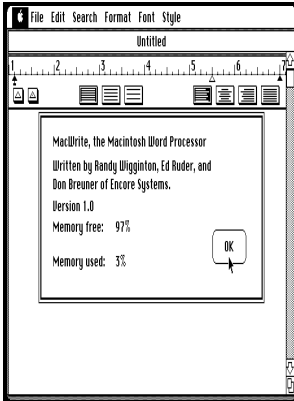 File Edit Search Format Font Style
Untitled
1 2 3 4 5 6 7
MacWrite, the Macintosh Word Processor
Written by Randy Wigginton, Ed Ruder, and
Don Breuner of Encore Systems.
Version 1.0
Memory free: 97%
OK
Memory used: 3%